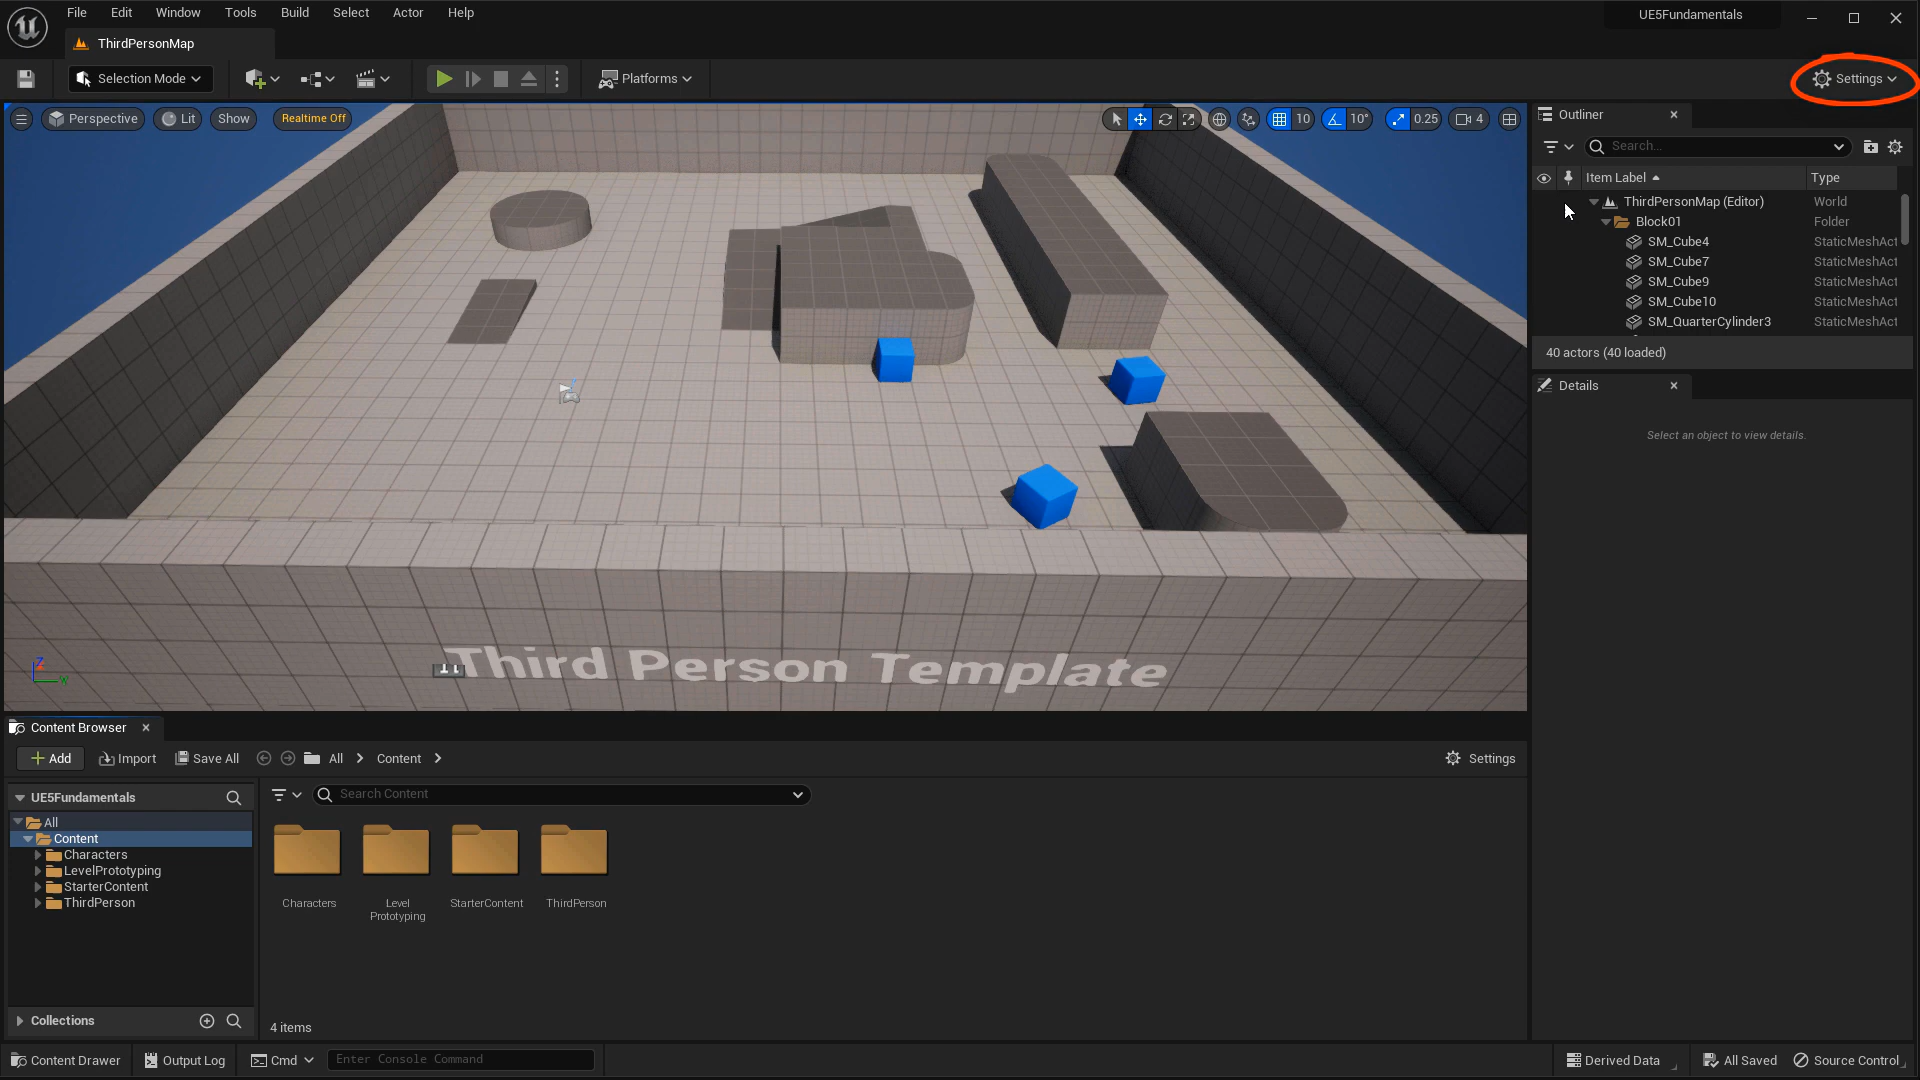 File Edit Window Tools Build Select Actor Help
UE5Fundamentals
ThirdPersonMap
Selection Mode
Platforms
Settings
Perspective Lit Show Realtime Off
10 10° 0.25 4
Outliner
Search...
Item Label Type
ThirdPersonMap (Editor) World
Block01 Folder
SM_Cube4 StaticMeshAct
SM_Cube7 StaticMeshAct
SM_Cube9 StaticMeshAct
SM_Cube10 StaticMeshAct
SM_QuarterCylinder3 StaticMeshAct
40 actors (40 loaded)
Details
Select an object to view details.
Third Person Template
Z
Content Browser
Add Import Save All All Content Settings
UE5Fundamentals
Search Content
All
Content
Characters
LevelPrototyping
StarterContent
ThirdPerson
Characters
Level
Prototyping
StarterContent
ThirdPerson
Collections
4 items
Content Drawer Output Log Cmd Enter Console Command Derived Data All Saved Source Control